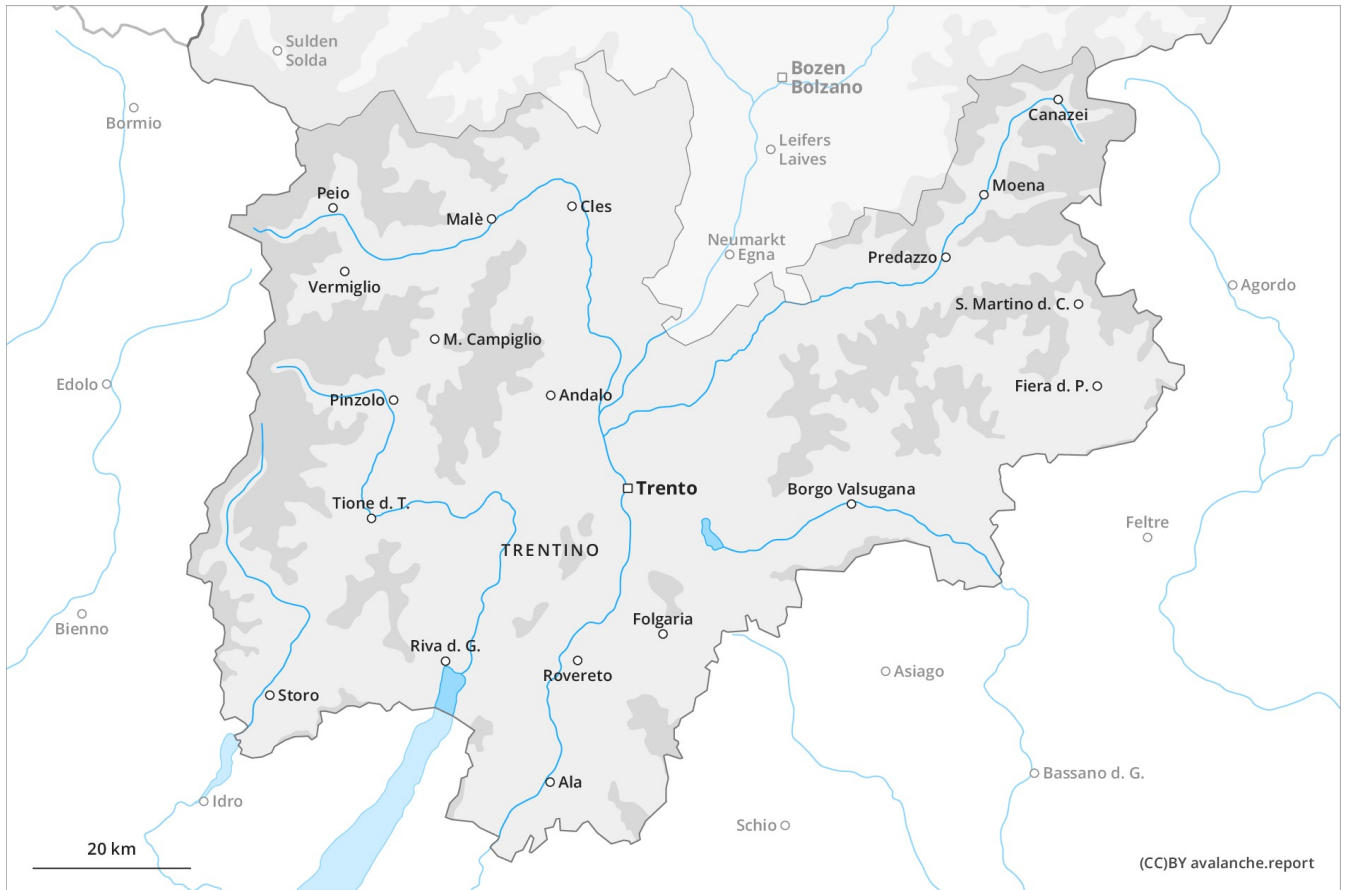 Sulden
Solda
Bozen
Bolzano
Bormio
Canazei
Leifers
Laives
Moena
Peio
Malè
Cles
Neumarkt
Egna
Predazzo
Vermiglio
Agordo
S. Martino d. C.
M. Campiglio
Edolo
Fiera d. P.
Pinzolo
Andalo
Trento
Borgo Valsugana
Tione d. T.
Feltre
TRENTINO
Bienno
Folgaria
Riva d. G.
Rovereto
Asiago
Storo
Bassano d. G.
Ala
Idro
Schio
20 km
(CC)BY avalanche.report